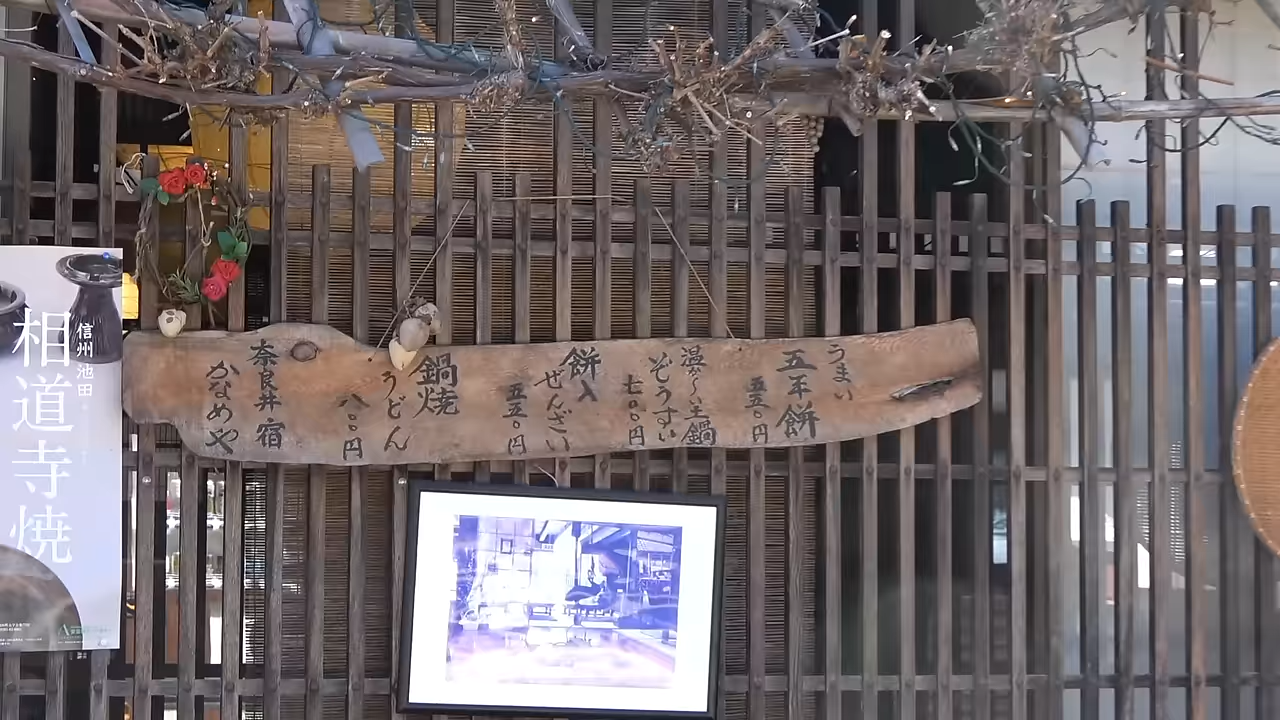 うまい
五平餅
五五〇円
温か〜い土鍋
ぞうすい
七〇〇円
餅入
ぜんざい
五五〇円
鍋焼
うどん
八〇〇円
奈良井宿
かなめや
信州池田
相道寺焼